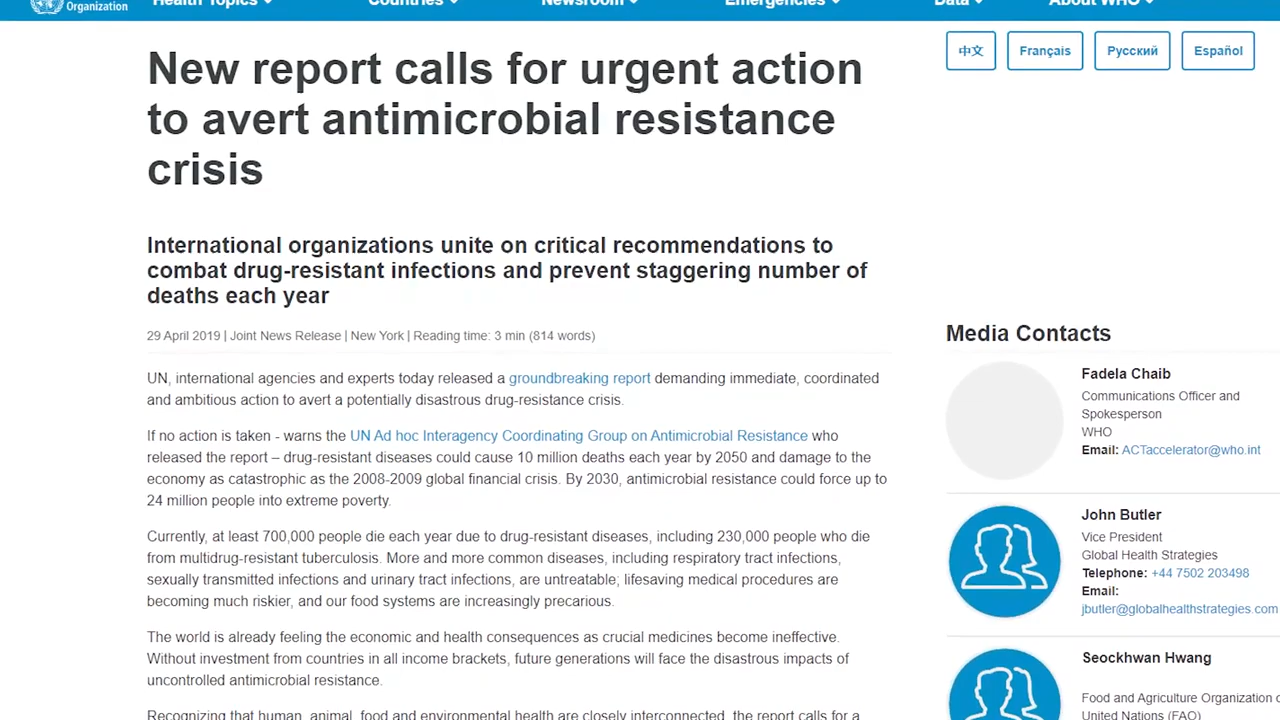 Organization
Health Topics
Countries
Newsroom
Emergencies
Data
About WHO
中文
Français
Русский
Español
New report calls for urgent action
to avert antimicrobial resistance
crisis
International organizations unite on critical recommendations to
combat drug-resistant infections and prevent staggering number of
deaths each year
29 April 2019 | Joint News Release | New York | Reading time: 3 min (814 words)
UN, international agencies and experts today released a groundbreaking report demanding immediate, coordinated
and ambitious action to avert a potentially disastrous drug-resistance crisis.
If no action is taken - warns the UN Ad hoc Interagency Coordinating Group on Antimicrobial Resistance who
released the report – drug-resistant diseases could cause 10 million deaths each year by 2050 and damage to the
economy as catastrophic as the 2008-2009 global financial crisis. By 2030, antimicrobial resistance could force up to
24 million people into extreme poverty.
Currently, at least 700,000 people die each year due to drug-resistant diseases, including 230,000 people who die
from multidrug-resistant tuberculosis. More and more common diseases, including respiratory tract infections,
sexually transmitted infections and urinary tract infections, are untreatable; lifesaving medical procedures are
becoming much riskier, and our food systems are increasingly precarious.
The world is already feeling the economic and health consequences as crucial medicines become ineffective.
Without investment from countries in all income brackets, future generations will face the disastrous impacts of
uncontrolled antimicrobial resistance.
Recognizing that human, animal, food and environmental health are closely interconnected, the report calls for a
Media Contacts
Fadela Chaib
Communications Officer and
Spokesperson
WHO
Email: ACTaccelerator@who.int
John Butler
Vice President
Global Health Strategies
Telephone: +44 7502 203498
Email:
jbutler@globalhealthstrategies.com
Seockhwan Hwang
Food and Agriculture Organization
United Nations (FAO)